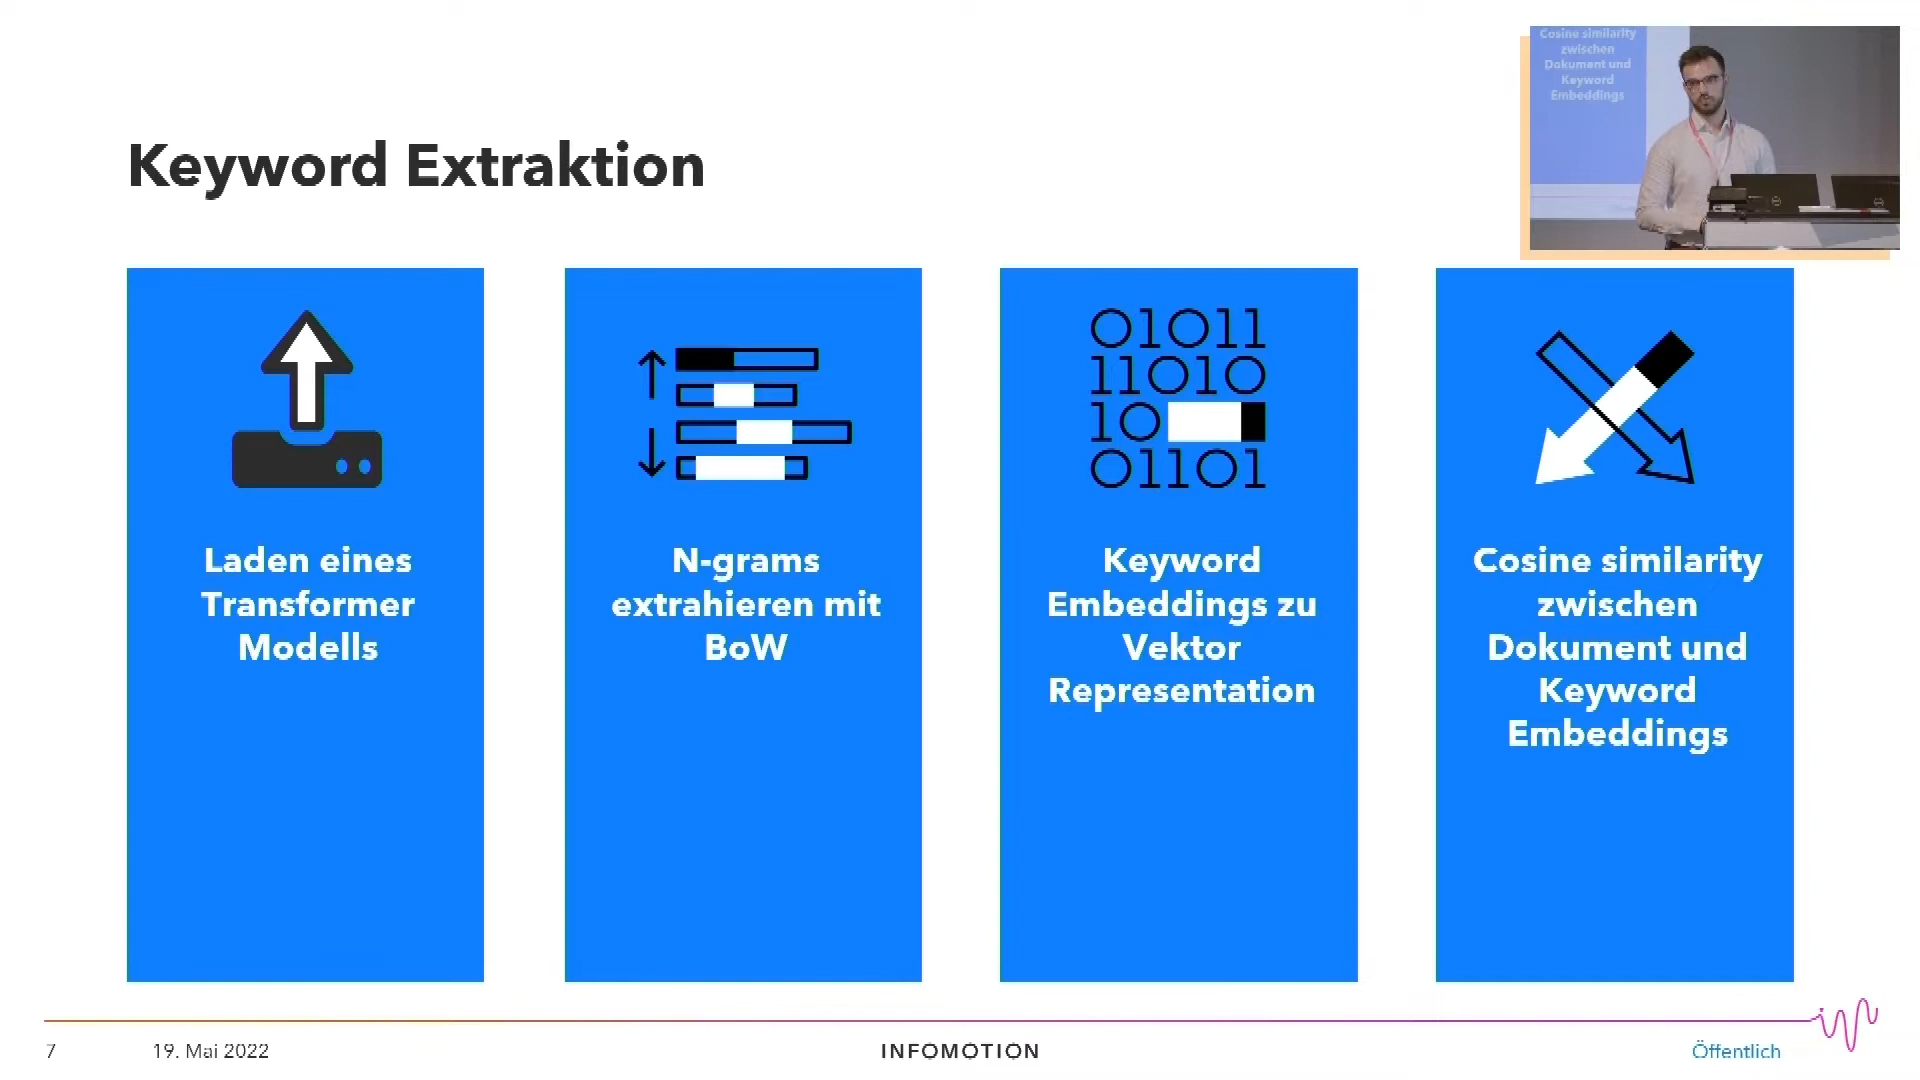 Cosine similarity
zwischen
Dokument und
Keyword
Embeddings
Keyword Extraktion
01011
11010
10
01101
Laden eines
Transformer
Modells
N-grams
extrahieren mit
BoW
Keyword
Embeddings zu
Vektor
Representation
Cosine similarity
zwischen
Dokument und
Keyword
Embeddings
7
19. Mai 2022
INFOMOTION
Öffentlich